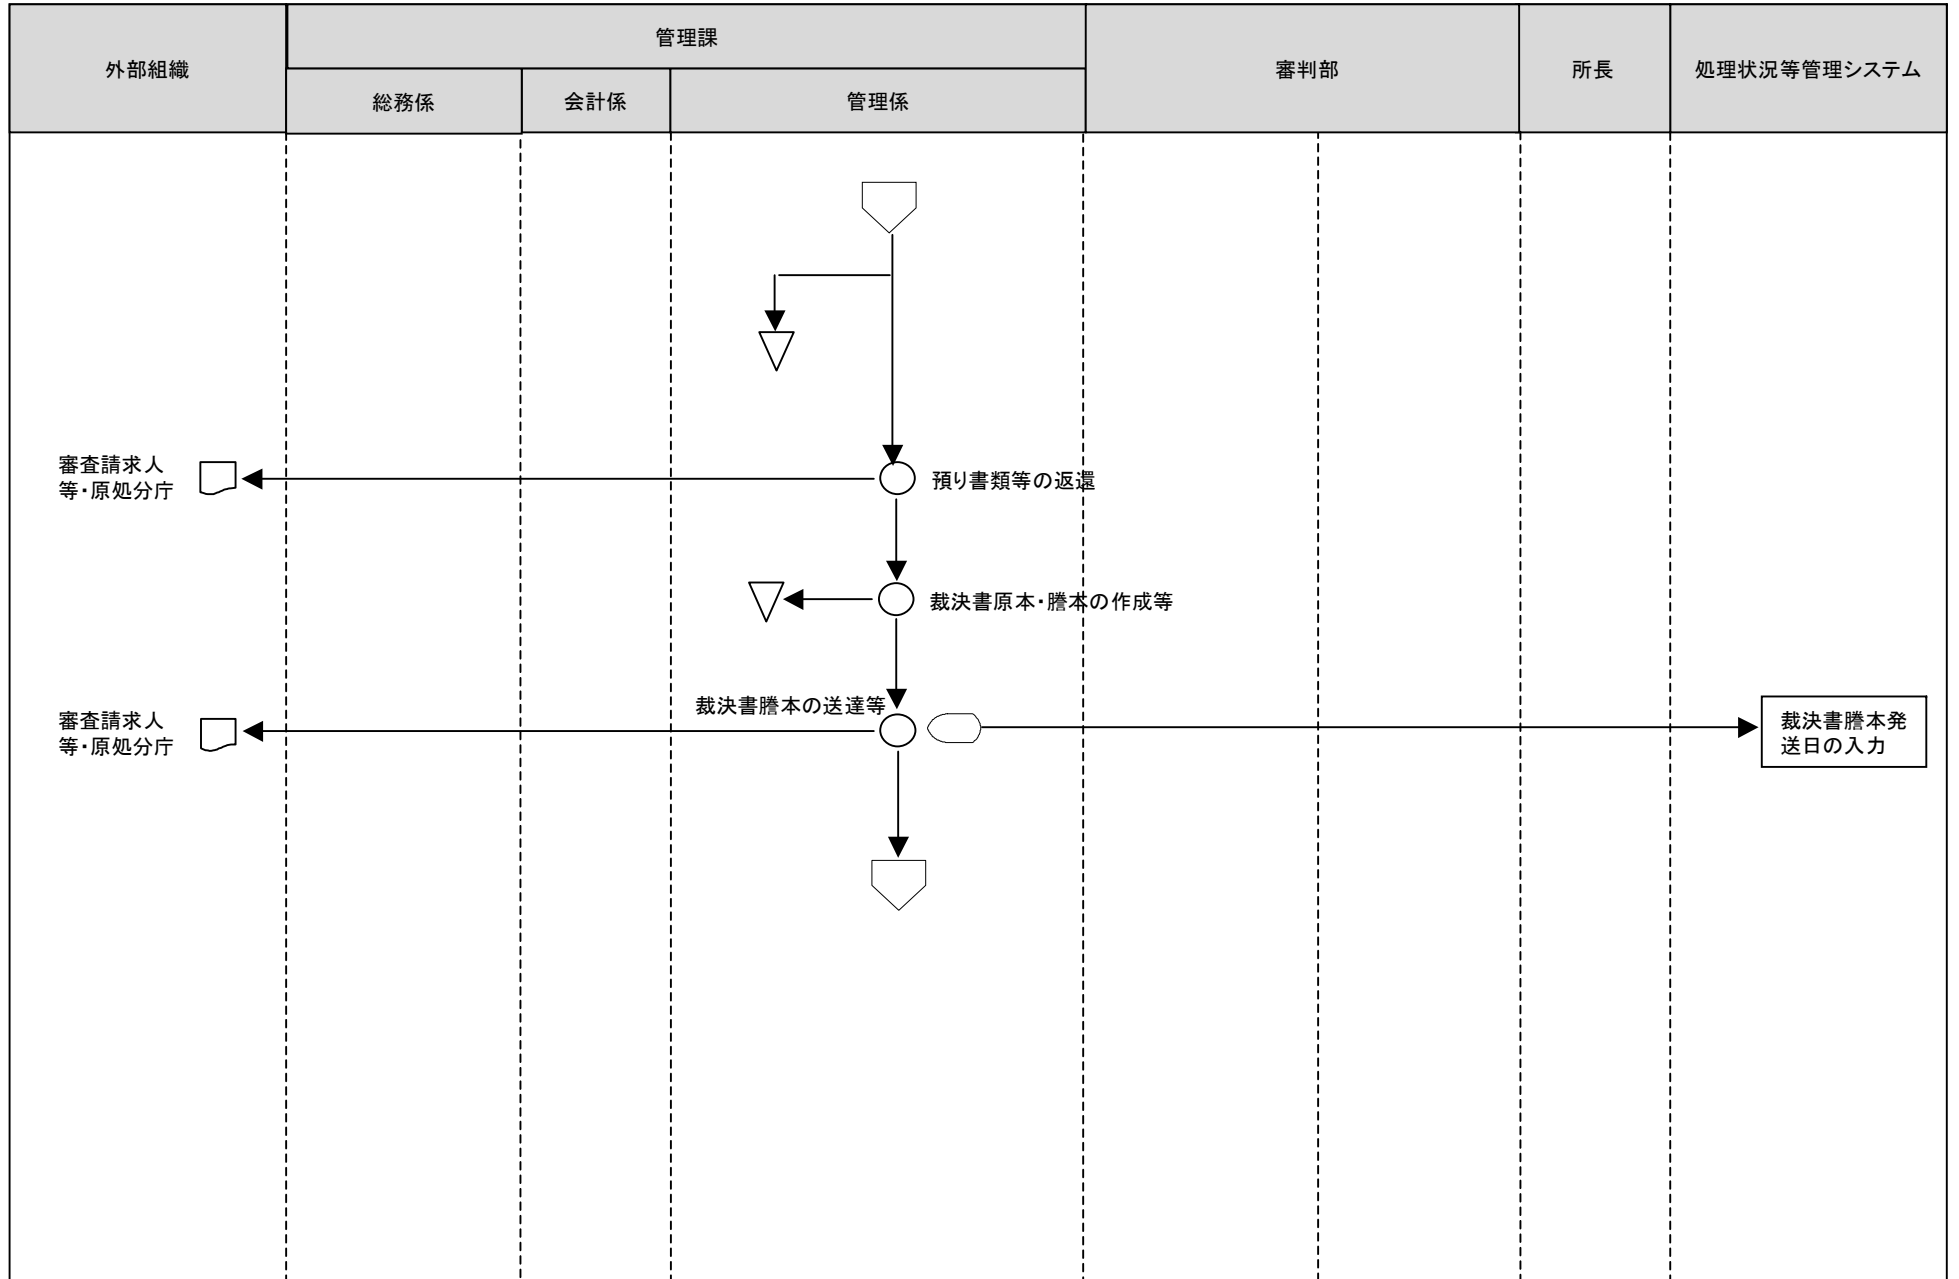 外部組織
管理課
審判部
所長
処理状況等管理システム
総務係
会計係
管理係
審査請求人
等・原処分庁
預り書類等の返還
裁決書原本・謄本の作成等
裁決書謄本の送達等
審査請求人
等・原処分庁
裁決書謄本発
送日の入力